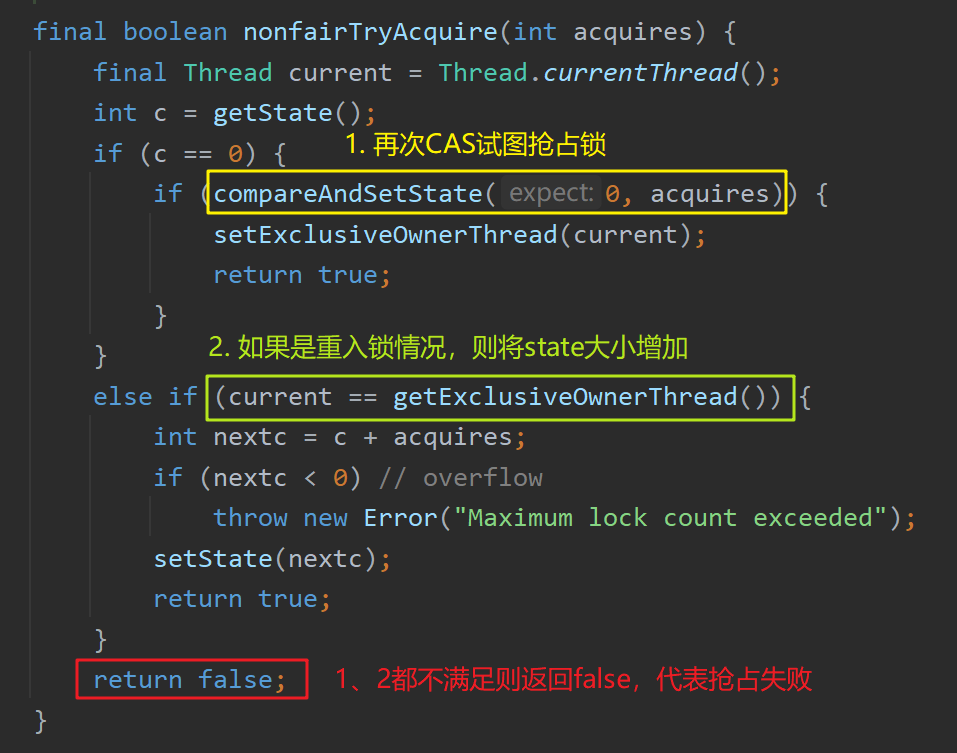 final boolean nonfairTryAcquire(int acquires) {
final Thread current = Thread.currentThread();
int c = getState();
1. 再次CAS试图抢占锁
if (c == 0) {
if (compareAndSetState( expect: 0, acquires)) {
setExclusiveOwnerThread(current);
return true;
}
2. 如果是重入锁情况，则将state大小增加
}
else if (current == getExclusiveOwnerThread()) {
int nextc = c + acquires;
if (nextc < 0) // overflow
throw new Error("Maximum lock count exceeded");
setState(nextc);
return true;
}
return false; 1、2都不满足则返回false，代表抢占失败
}